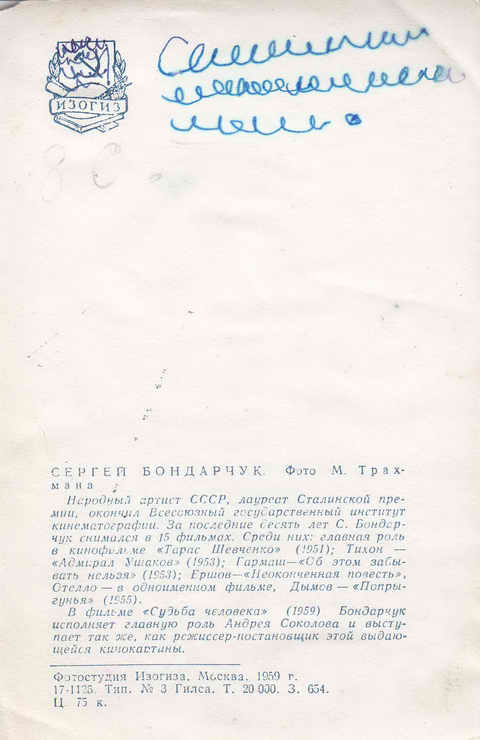 ИЗОГИЗ
СЕРГЕЙ БОНДАРЧУК. Фото М. Трах-
мана
Народный артист СССР, лауреат Сталинской пре-
мии, окончил Всесоюзный государственный институт
кинематографии. За последние десять лет С. Бондар-
чук снимался в 15 фильмах. Среди них: главная роль
в кинофильме «Тарас Шевченко» (1951); Тихон —
«Адмирал Ушаков» (1953); Гармаш—«Об этом забы-
вать нельзя» (1953); Ершов—«Неоконченная повесть»,
Отелло — в одноименном фильме, Дымов —«Попры-
гунья» (1955).
В фильме «Судьба человека» (1959) Бондарчук
исполняет главную роль Андрея Соколова и высту-
пает так же, как режиссер-постановщик этой выдаю-
щейся кинокартины.
Фотостудия Изогиза. Москва. 1959 г.
17-1125. Тип. № 3 Гилса. Т. 20 000. З. 654.
Ц. 75 к.